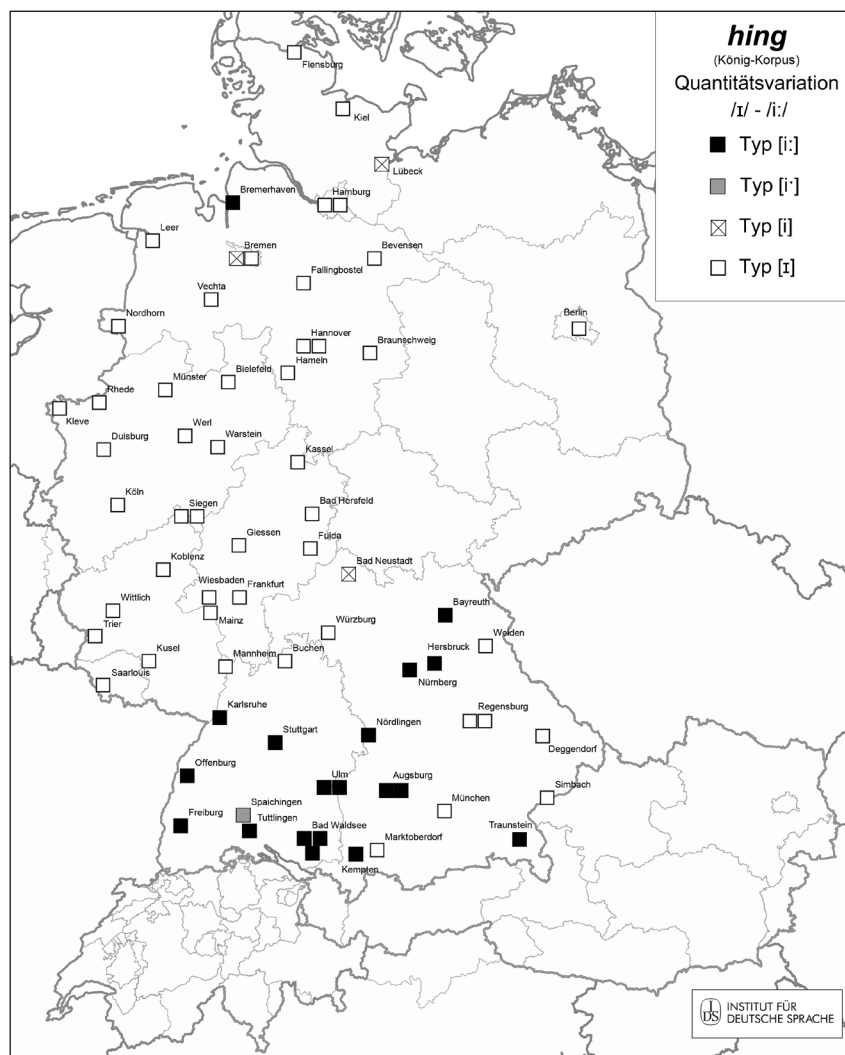 hing
(König-Korpus)
Quantitätsvariation
/ɪ/ - /iː/
Typ [iː]
Typ [iˑ]
Typ [i]
Typ [ɪ]
Flensburg
Kiel
Lübeck
Bremerhaven
Hamburg
Leer
Bremen
Bevensen
Fallingbostel
Vechta
Nordhorn
Berlin
Hannover
Braunschweig
Hameln
Bielefeld
Münster
Rhede
Kleve
Werl
Warstein
Duisburg
Kassel
Köln
Siegen
Bad Hersfeld
Giessen
Fulda
Koblenz
Bad Neustadt
Wiesbaden
Frankfurt
Wittlich
Mainz
Bayreuth
Trier
Würzburg
Weiden
Hersbruck
Kusel
Mannheim
Buchen
Nürnberg
Saarlouis
Karlsruhe
Regensburg
Nördlingen
Stuttgart
Deggendorf
Offenburg
Ulm
Augsburg
Simbach
Spaichingen
München
Freiburg
Tuttlingen
Bad Waldsee
Marktoberdorf
Traunstein
Kempten
IDS
INSTITUT FÜR
DEUTSCHE SPRACHE